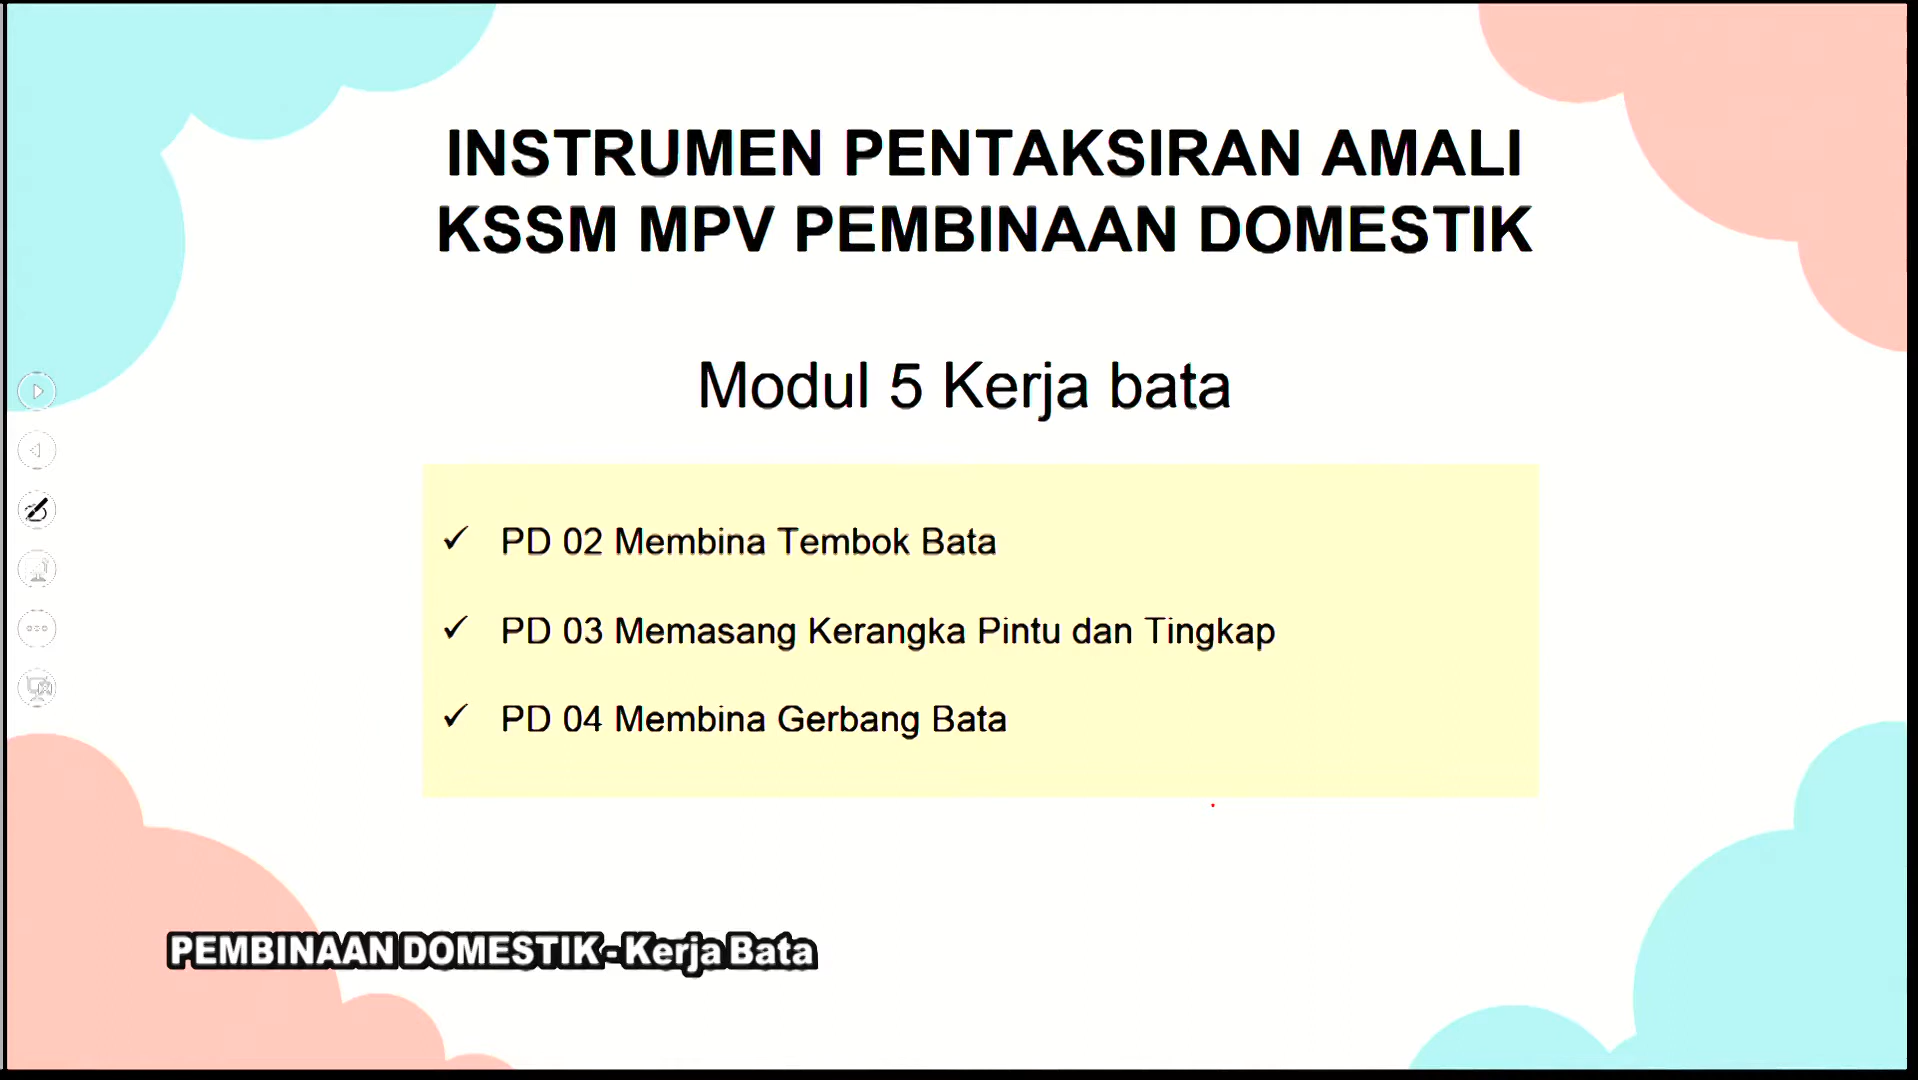 INSTRUMEN PENTAKSIRAN AMALI
KSSM MPV PEMBINAAN DOMESTIK
Modul 5 Kerja bata
✓ PD 02 Membina Tembok Bata
✓ PD 03 Memasang Kerangka Pintu dan Tingkap
✓ PD 04 Membina Gerbang Bata
PEMBINAAN DOMESTIK - Kerja Bata